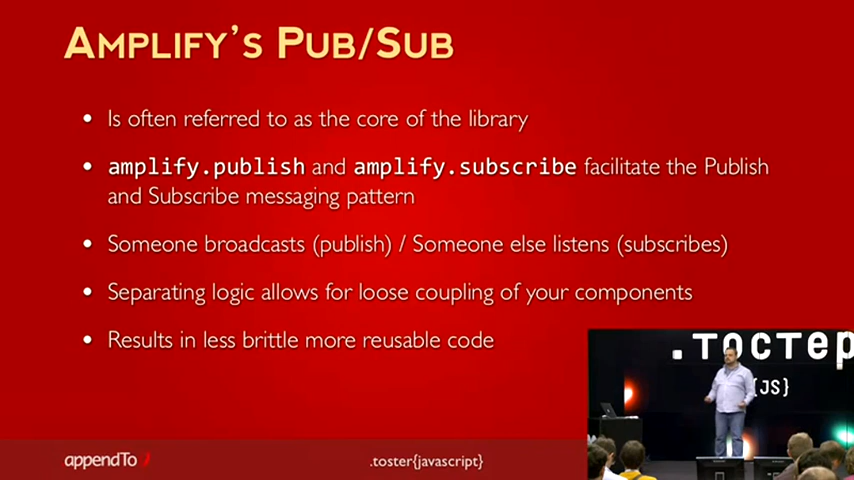 AMPLIFY'S PUB/SUB
• Is often referred to as the core of the library
• amplify.publish and amplify.subscribe facilitate the Publish
and Subscribe messaging pattern
• Someone broadcasts (publish) / Someone else listens (subscribes)
• Separating logic allows for loose coupling of your components
• Results in less brittle more reusable code
.тостер
{JS}
appendTo
.toster{javascript}